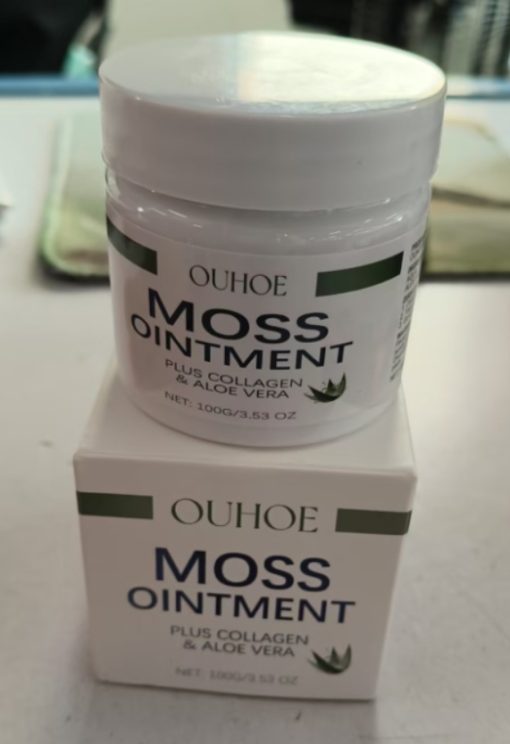 OUHOE
MOSS
OINTMENT
PLUS COLLAGEN
& ALOE VERA
NET: 100G/3.53 OZ
OUHOE
MOSS
OINTMENT
PLUS COLLAGEN
& ALOE VERA
NET: 100G/3.53 OZ